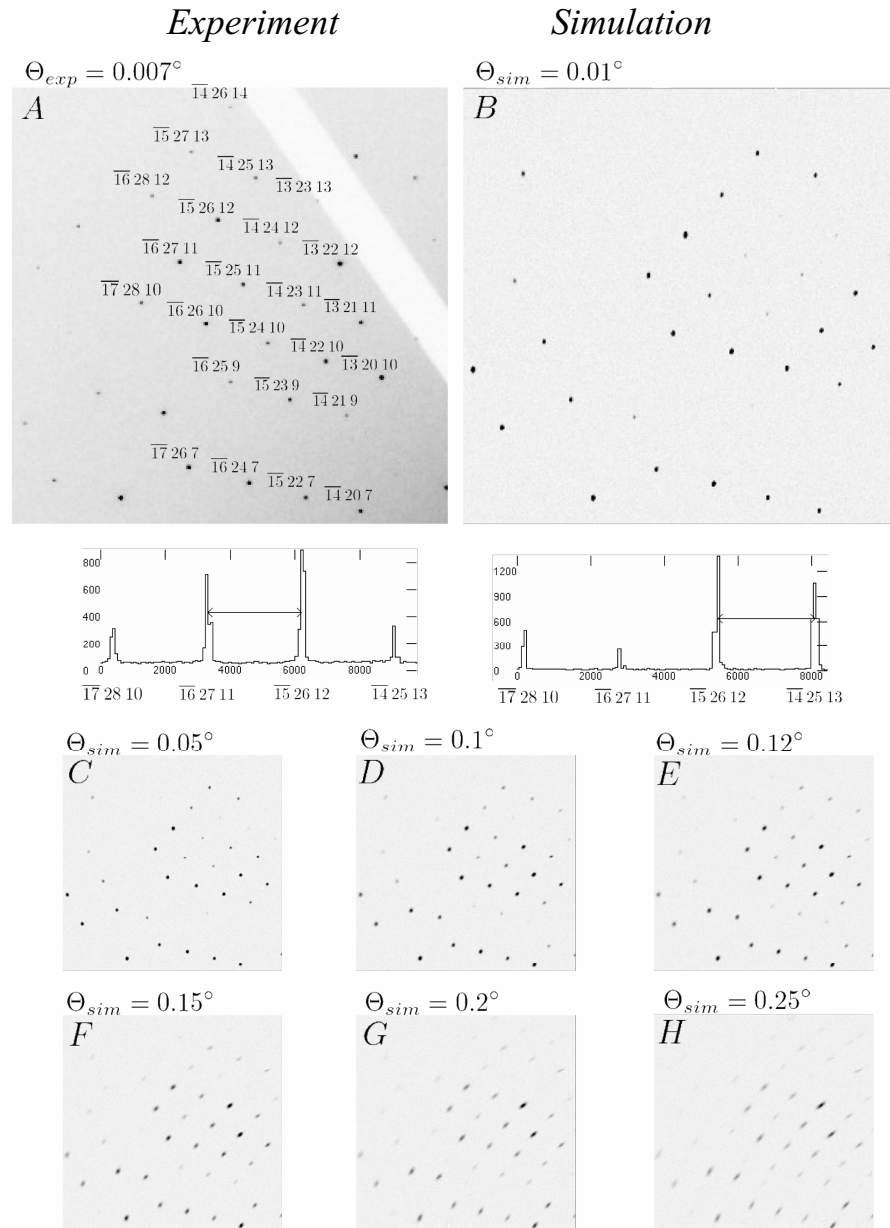 Experiment Simulation
Θexp = 0.007° Θsim = 0.01°
A B
1̅4̅ 26 14
1̅5̅ 27 13
1̅4̅ 25 13
1̅6̅ 28 12 1̅3̅ 23 13
1̅5̅ 26 12
1̅4̅ 24 12
1̅6̅ 27 11 1̅3̅ 22 12
1̅5̅ 25 11
1̅7̅ 28 10 1̅4̅ 23 11
1̅6̅ 26 10 1̅3̅ 21 11
1̅5̅ 24 10
1̅4̅ 22 10
1̅6̅ 25 9 1̅3̅ 20 10
1̅5̅ 23 9
1̅4̅ 21 9
1̅7̅ 26 7
1̅6̅ 24 7
1̅5̅ 22 7
1̅4̅ 20 7
800
600
400
200
0
0 2000 4000 6000 8000
1̅7̅ 28 10 1̅6̅ 27 11 1̅5̅ 26 12 1̅4̅ 25 13
1200
900
600
300
0
0 2000 4000 6000 8000
1̅7̅ 28 10 1̅6̅ 27 11 1̅5̅ 26 12 1̅4̅ 25 13
Θsim = 0.05° Θsim = 0.1° Θsim = 0.12°
C D E
Θsim = 0.15° Θsim = 0.2° Θsim = 0.25°
F G H